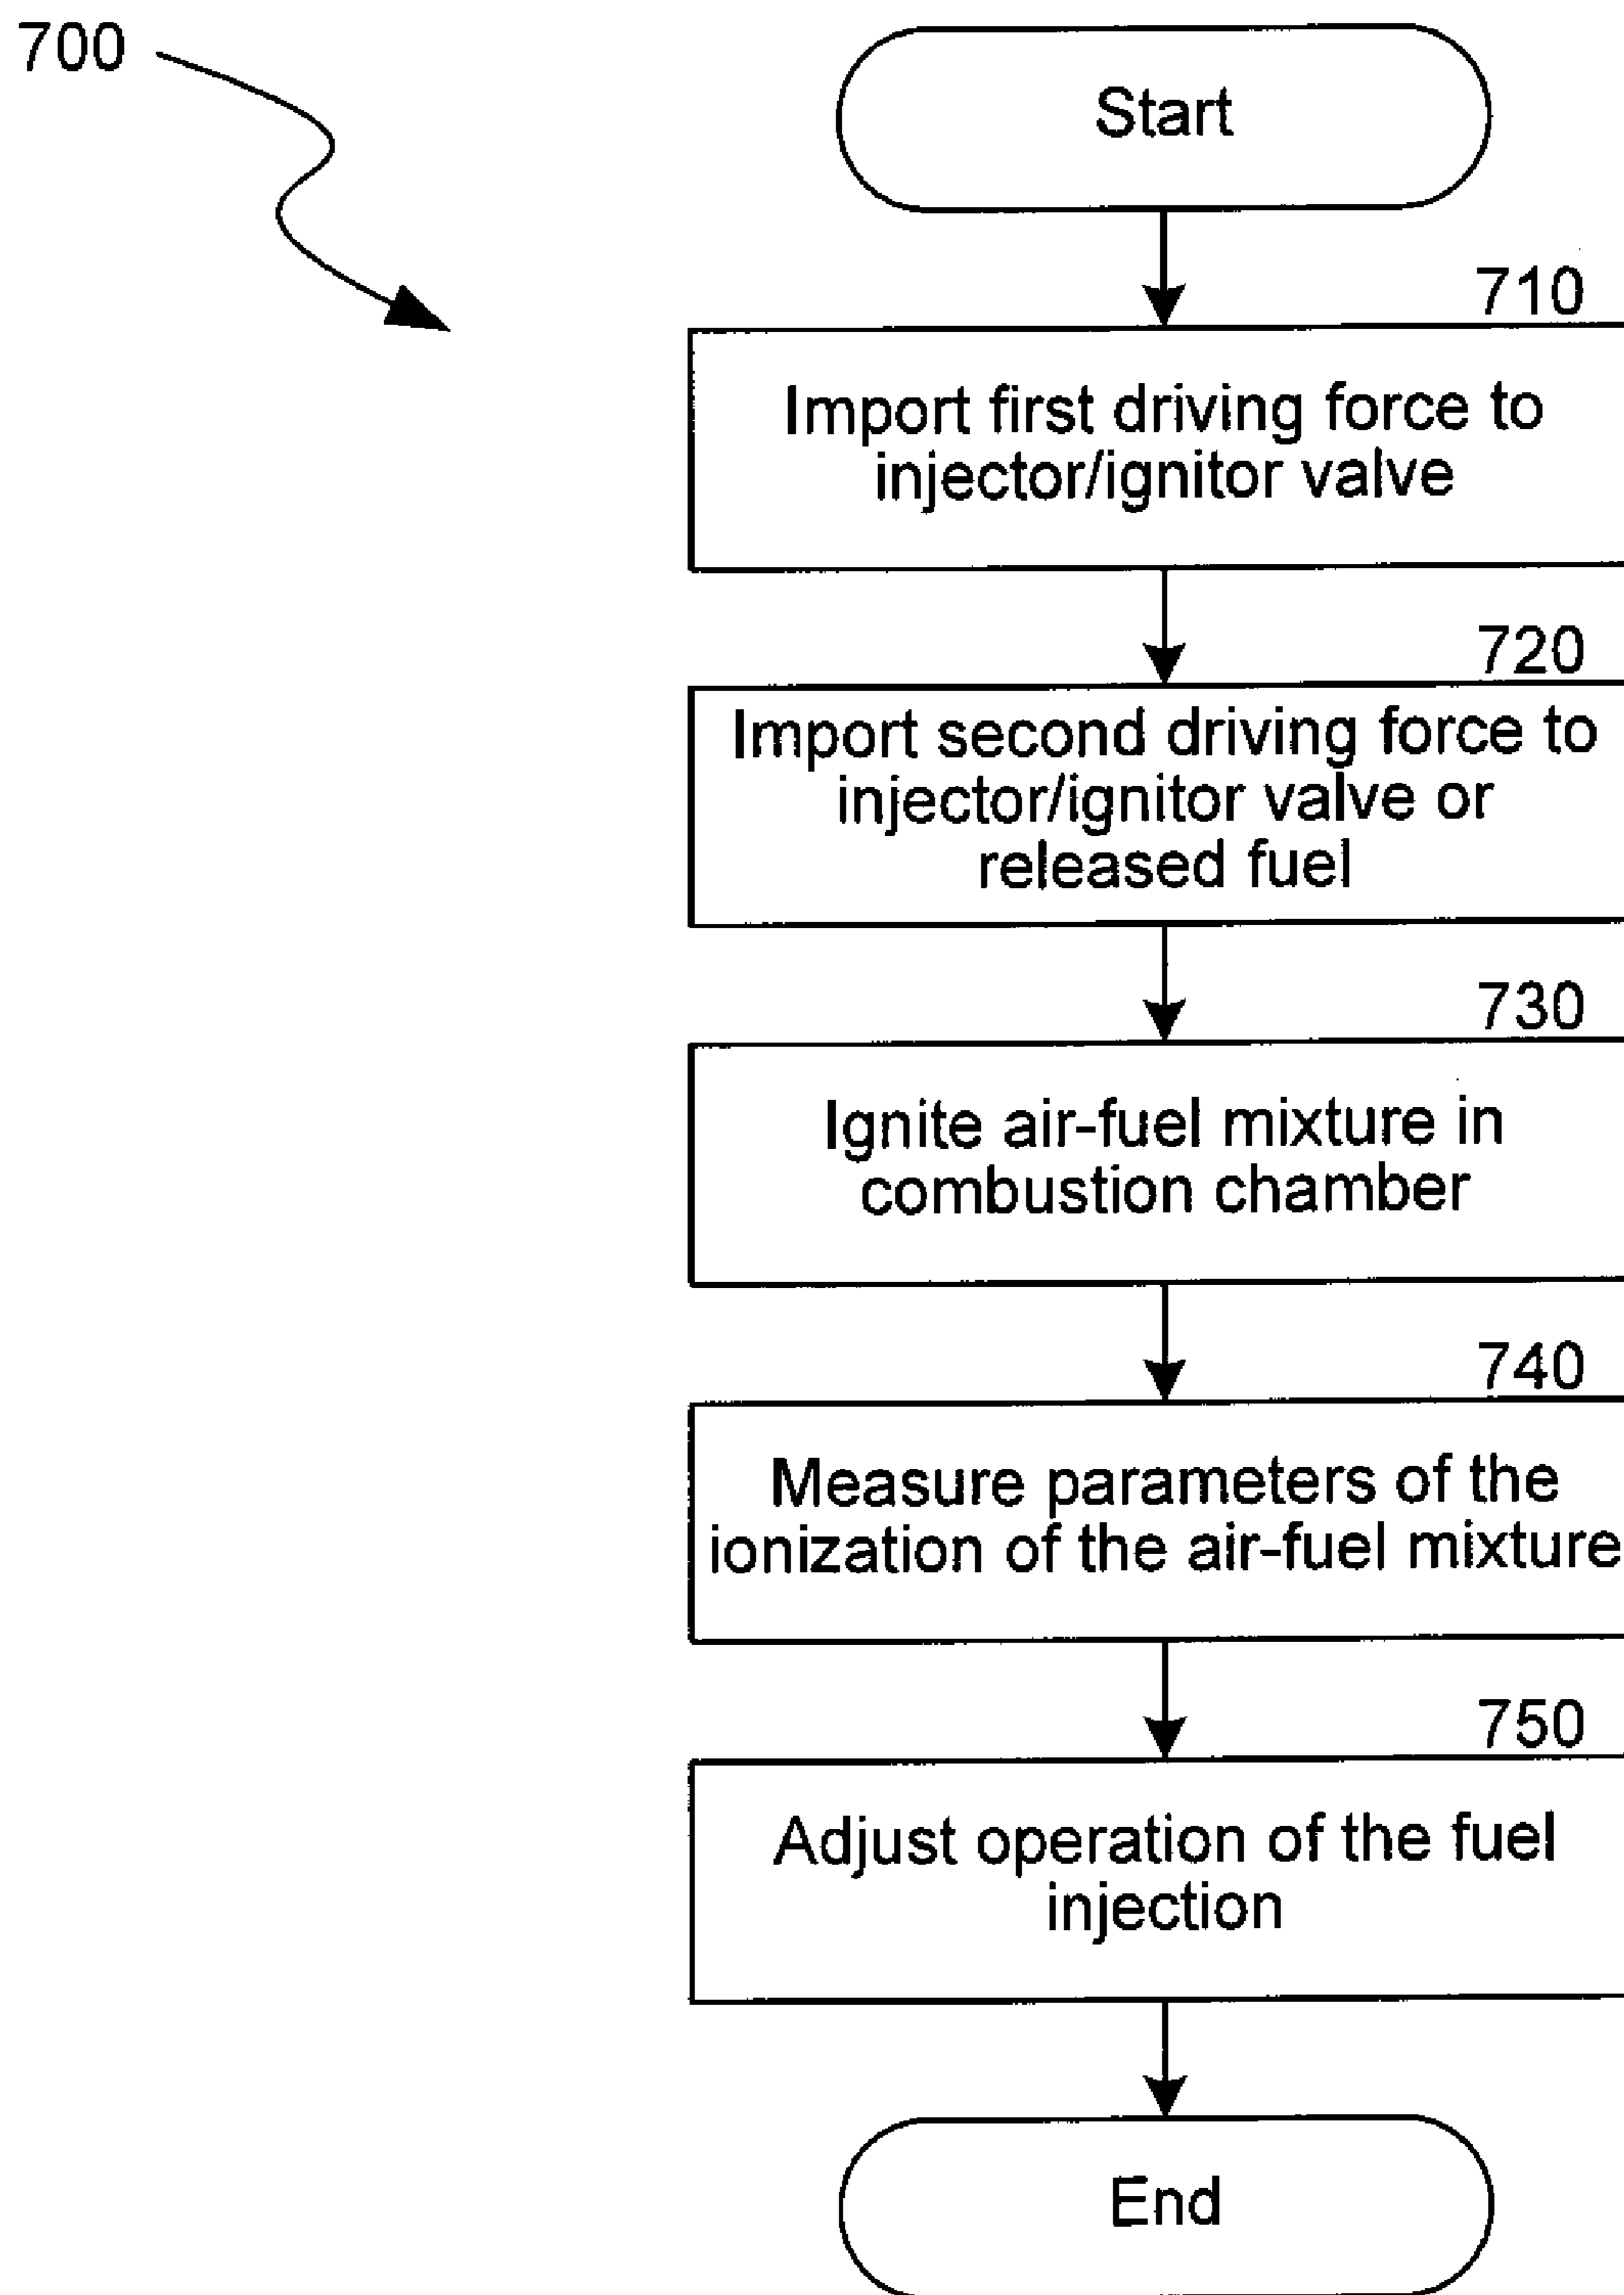 700
Start
710
Import first driving force to
injector/ignitor valve
720
Import second driving force to
injector/ignitor valve or
released fuel
730
Ignite air-fuel mixture in
combustion chamber
740
Measure parameters of the
ionization of the air-fuel mixture
750
Adjust operation of the fuel
injection
End